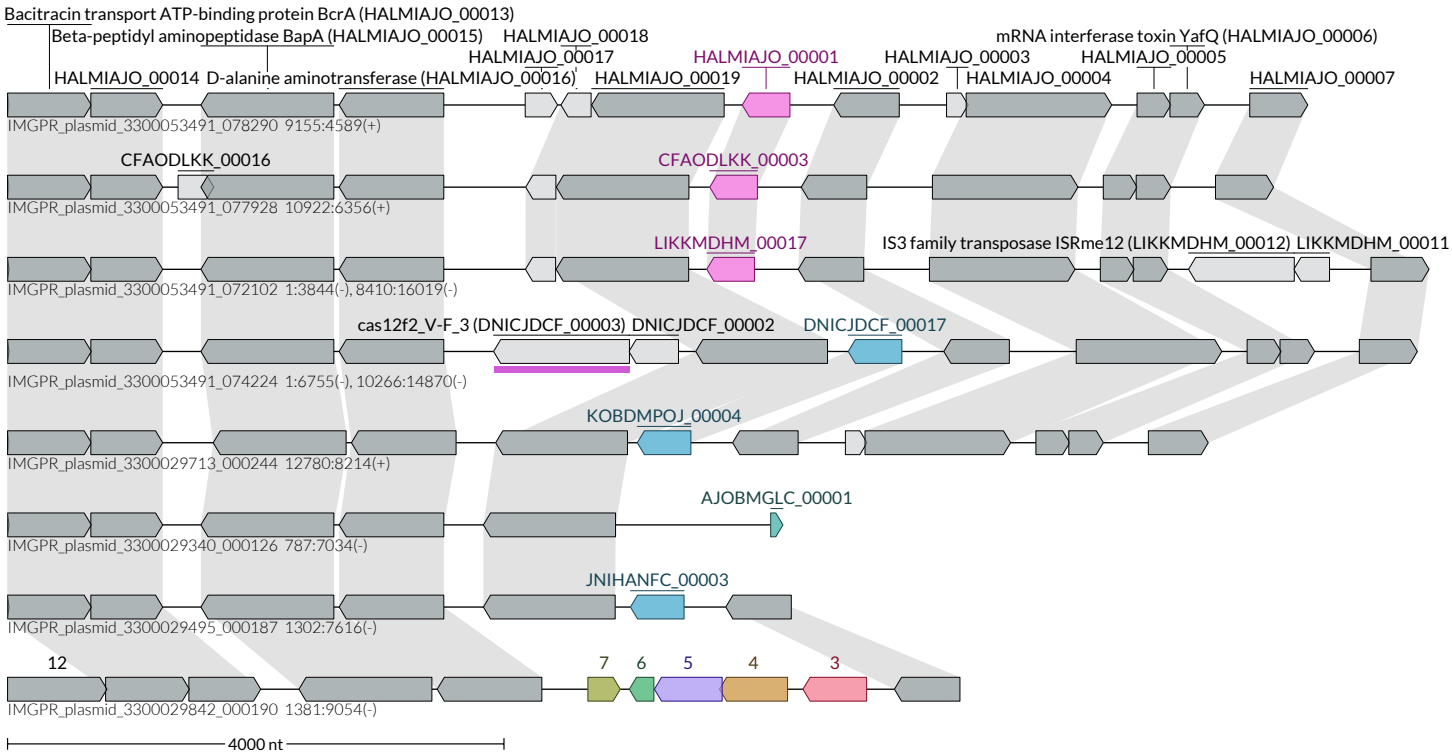 Bacitracin transport ATP-binding protein BcrA (HALMIAJO_00013)
Beta-peptidyl aminopeptidase BapA (HALMIAJO_00015) HALMIAJO_00018 mRNA interferase toxin YafQ (HALMIAJO_00006)
HALMIAJO_00017 HALMIAJO_00001 HALMIAJO_00003 HALMIAJO_00005
HALMIAJO_00014 D-alanine aminotransferase (HALMIAJO_00016) HALMIAJO_00019 HALMIAJO_00002 HALMIAJO_00004 HALMIAJO_00007
IMGPR_plasmid_3300053491_078290 9155:4589(+)
CFAODLKK_00016 CFAODLKK_00003
IMGPR_plasmid_3300053491_077928 10922:6356(+)
LIKKMDHM_00017 IS3 family transposase ISRme12 (LIKKMDHM_00012) LIKKMDHM_00011
IMGPR_plasmid_3300053491_072102 1:3844(-), 8410:16019(-)
cas12f2_V-F_3 (DNICJDCF_00003) DNICJDCF_00002 DNICJDCF_00017
IMGPR_plasmid_3300053491_074224 1:6755(-), 10266:14870(-)
KOBDMPOJ_00004
IMGPR_plasmid_3300029713_000244 12780:8214(+)
AJOBMGLC_00001
IMGPR_plasmid_3300029340_000126 787:7034(-)
JNIHANFC_00003
IMGPR_plasmid_3300029495_000187 1302:7616(-)
12 7 6 5 4 3
IMGPR_plasmid_3300029842_000190 1381:9054(-)
4000 nt